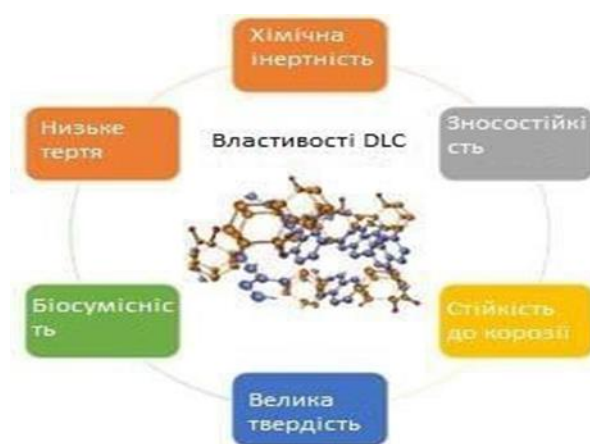 Хімічна
інертність
Низьке
тертя
Властивості DLC
Зносостійкі
сть
Біосумісніс
ть
Стійкість
до корозії
Велика
твердість